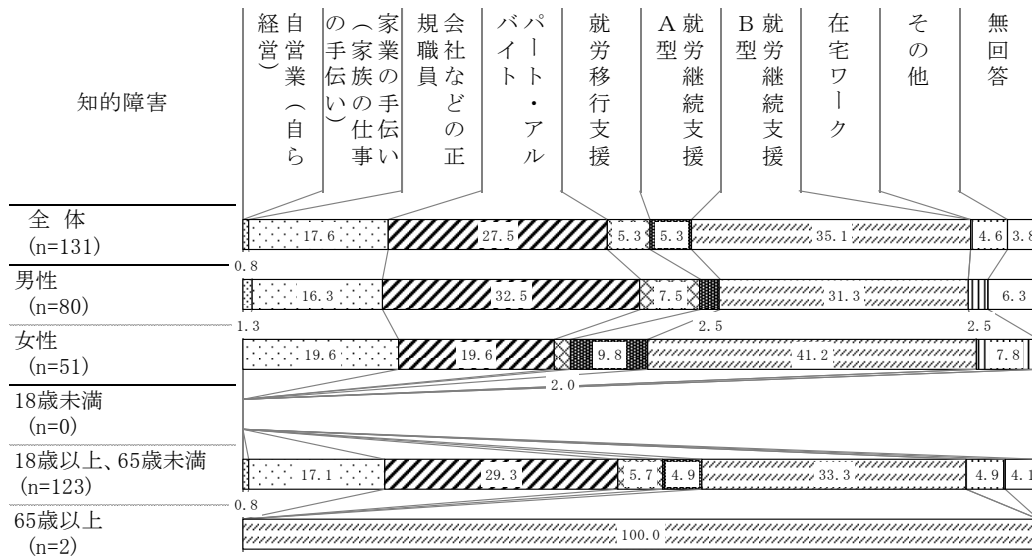 知的障害
自営業（自ら
経営）
家業の手伝い
（家族の仕事
の手伝い）
会社などの正
規職員
パート・アル
バイト
就労移行支援
就労継続支援
Ａ型
就労継続支援
Ｂ型
在宅ワーク
その他
無回答
全 体
(n=131)
17.6 27.5 5.3 5.3 35.1 4.6 3.8
0.8
男性
(n=80)
16.3 32.5 7.5 31.3 6.3
1.3 2.5 2.5
女性
(n=51)
19.6 19.6 9.8 41.2 7.8
2.0
18歳未満
(n=0)
18歳以上、65歳未満
(n=123)
17.1 29.3 5.7 4.9 33.3 4.9 4.1
0.8
65歳以上
(n=2)
100.0